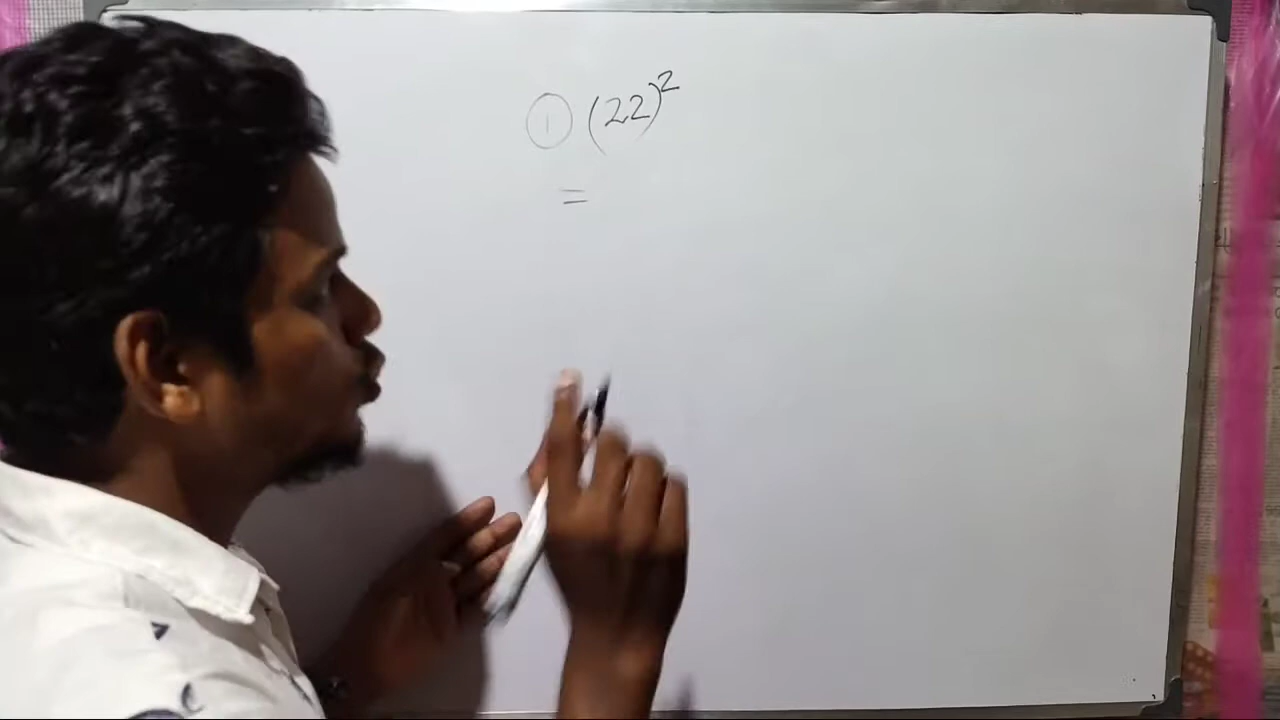 ① (22)²
=